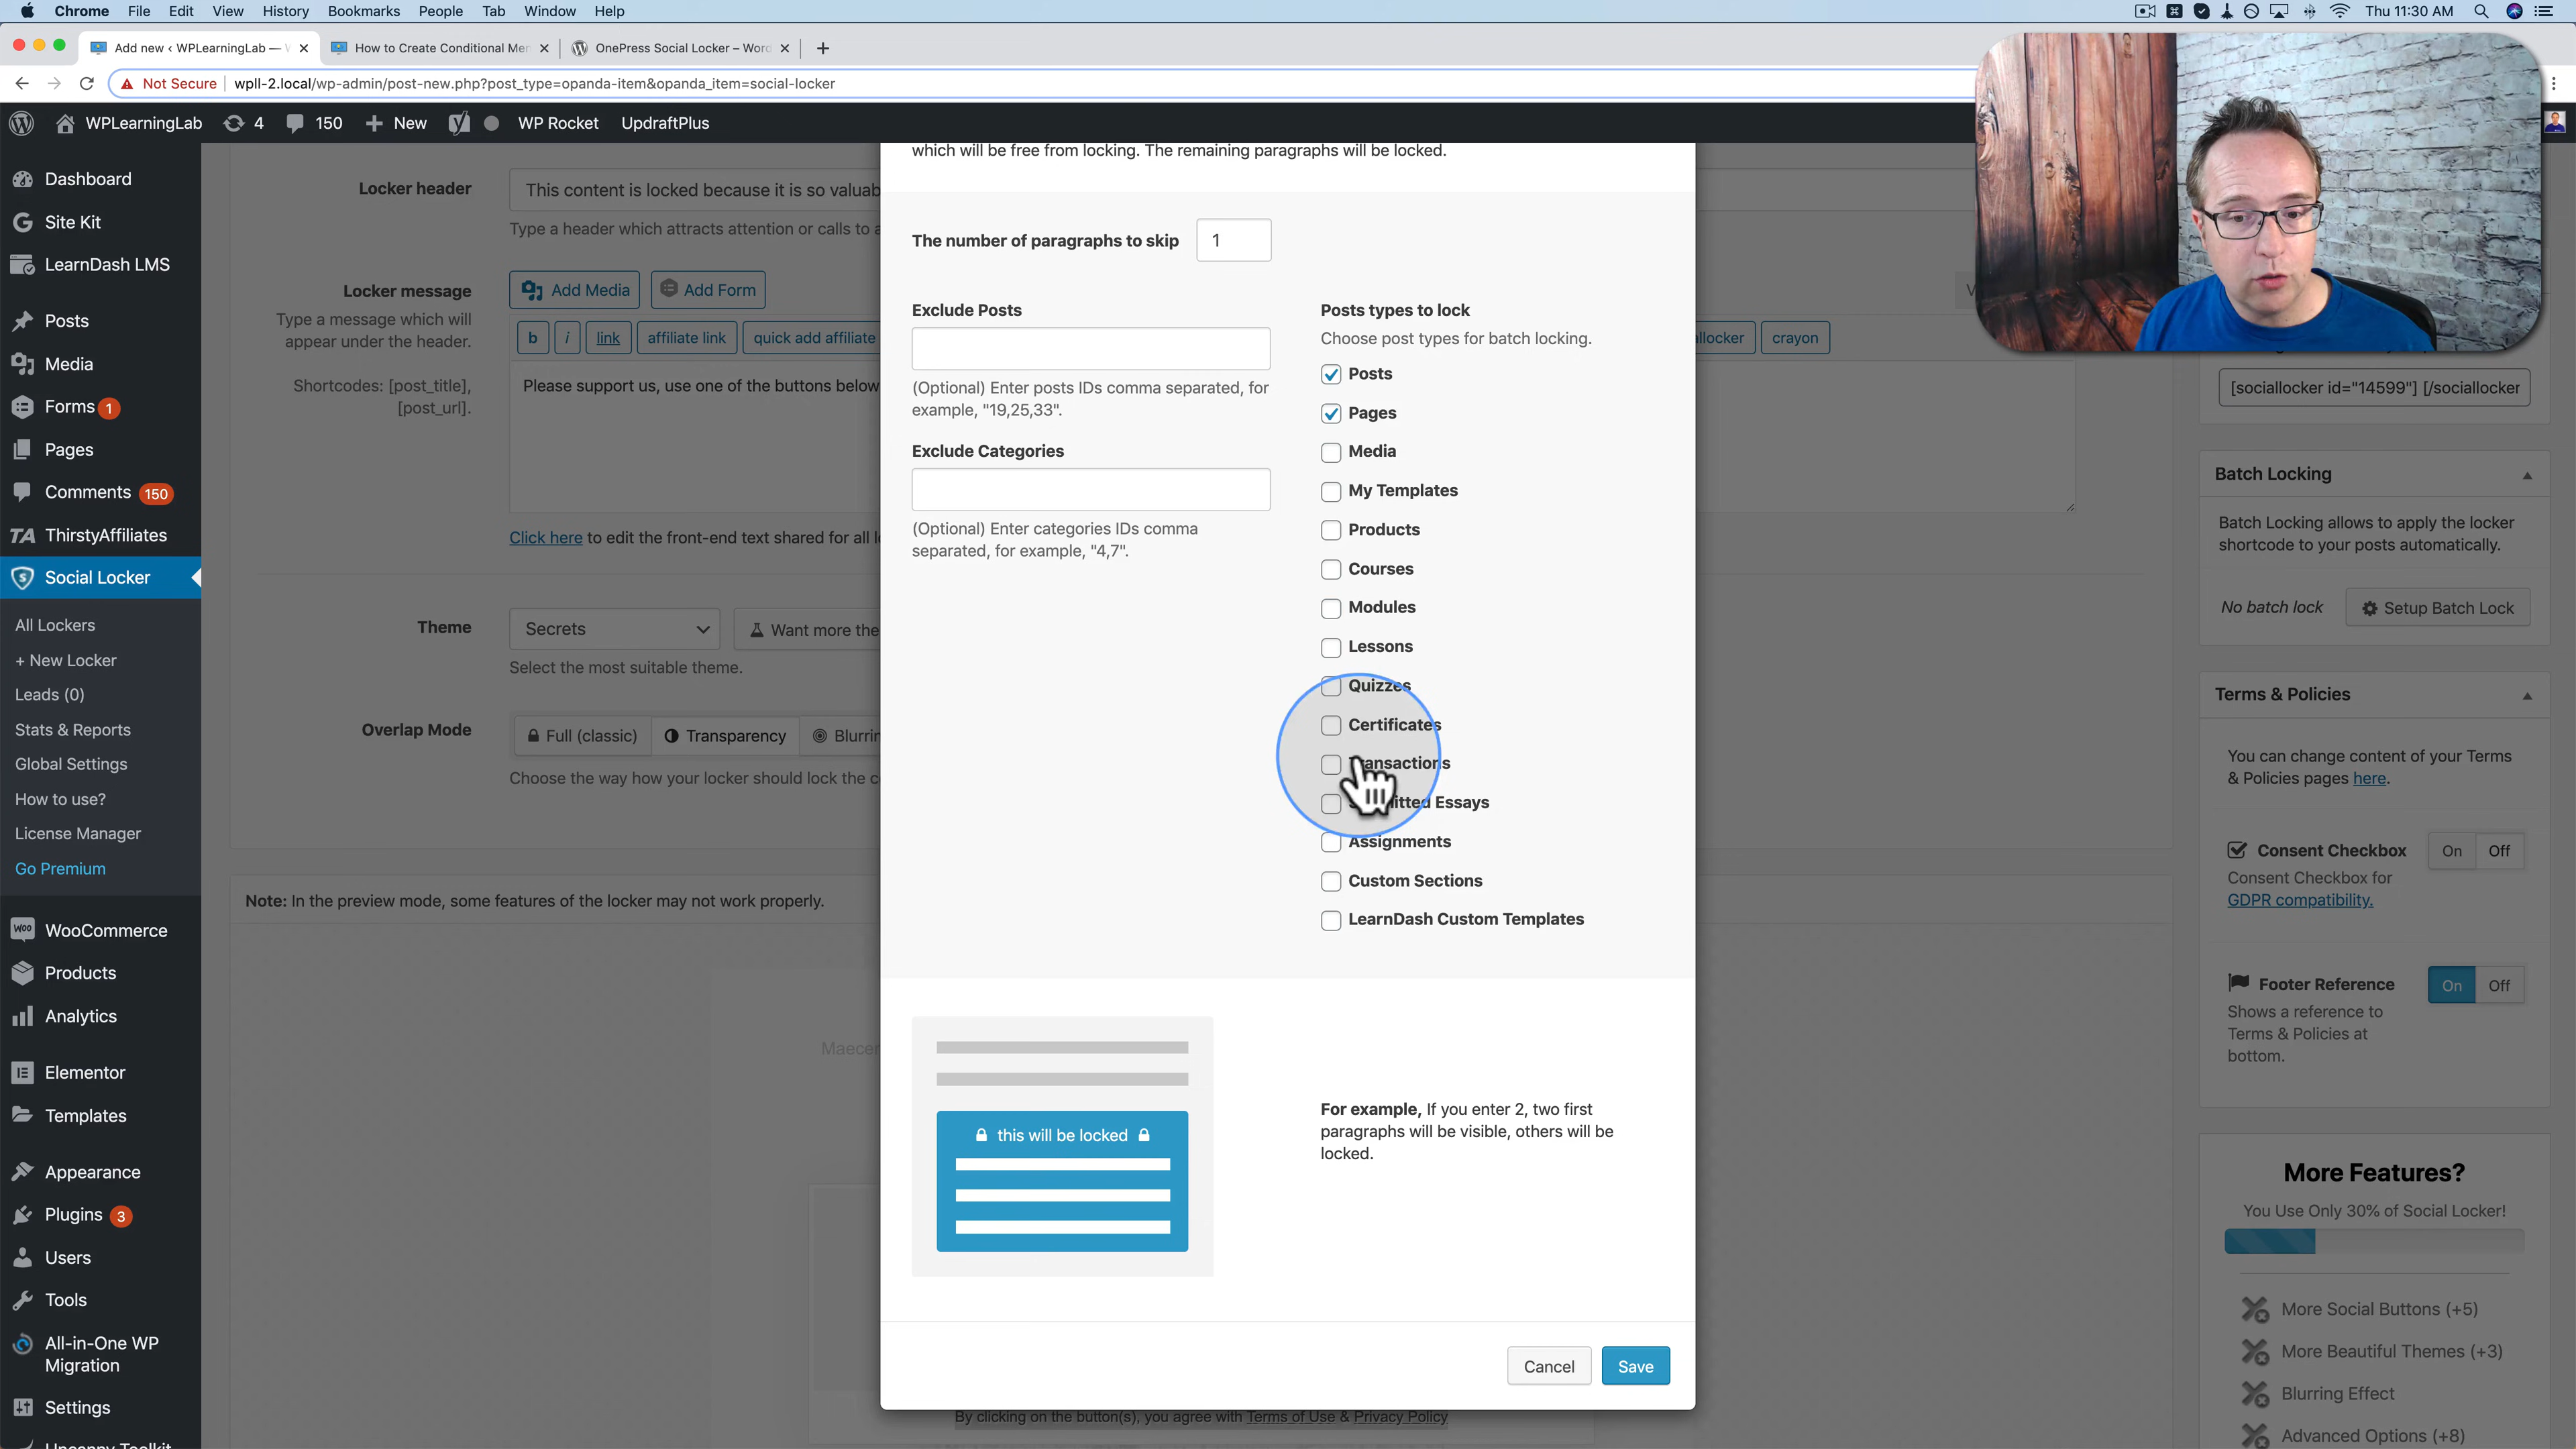 Chrome File Edit View History Bookmarks People Tab Window Help
Thu 11:30 AM
Add new ‹ WPLearningLab —
How to Create Conditional Mer
OnePress Social Locker – Word
Not Secure
wpll-2.local/wp-admin/post-new.php?post_type=opanda-item&opanda_item=social-locker
WPLearningLab
4
150
New
WP Rocket
UpdraftPlus
Dashboard
Site Kit
LearnDash LMS
Posts
Media
Forms 1
Pages
Comments 150
ThirstyAffiliates
Social Locker
All Lockers
+ New Locker
Leads (0)
Stats & Reports
Global Settings
How to use?
License Manager
Go Premium
WooCommerce
Products
Analytics
Elementor
Templates
Appearance
Plugins 3
Users
Tools
All-in-One WP
Migration
Settings
Uncanny Toolkit
Locker header
This content is locked because it is so valuab
Type a header which attracts attention or calls to a
Locker message
Type a message which will
appear under the header.
Shortcodes: [post_title],
[post_url].
Add Media
Add Form
b
i
link
affiliate link
quick add affiliate
llocker
crayon
V
Please support us, use one of the buttons below
Click here to edit the front-end text shared for all l
Theme
Secrets
Want more the
Select the most suitable theme.
Overlap Mode
Full (classic)
Transparency
Blurrin
Choose the way how your locker should lock the c
Note: In the preview mode, some features of the locker may not work properly.
Maecen
which will be free from locking. The remaining paragraphs will be locked.
The number of paragraphs to skip
1
Exclude Posts
(Optional) Enter posts IDs comma separated, for
example, "19,25,33".
Exclude Categories
(Optional) Enter categories IDs comma
separated, for example, "4,7".
Posts types to lock
Choose post types for batch locking.
Posts
Pages
Media
My Templates
Products
Courses
Modules
Lessons
Quizzes
Certificates
Transactions
Submitted Essays
Assignments
Custom Sections
LearnDash Custom Templates
this will be locked
For example, If you enter 2, two first
paragraphs will be visible, others will be
locked.
Cancel
Save
By clicking on the button(s), you agree with Terms of Use & Privacy Policy
[sociallocker id="14599"] [/sociallocker
Batch Locking
Batch Locking allows to apply the locker
shortcode to your posts automatically.
No batch lock
Setup Batch Lock
Terms & Policies
You can change content of your Terms
& Policies pages here.
Consent Checkbox
On Off
Consent Checkbox for
GDPR compatibility.
Footer Reference
On Off
Shows a reference to
Terms & Policies at
bottom.
More Features?
You Use Only 30% of Social Locker!
More Social Buttons (+5)
More Beautiful Themes (+3)
Blurring Effect
Advanced Options (+8)